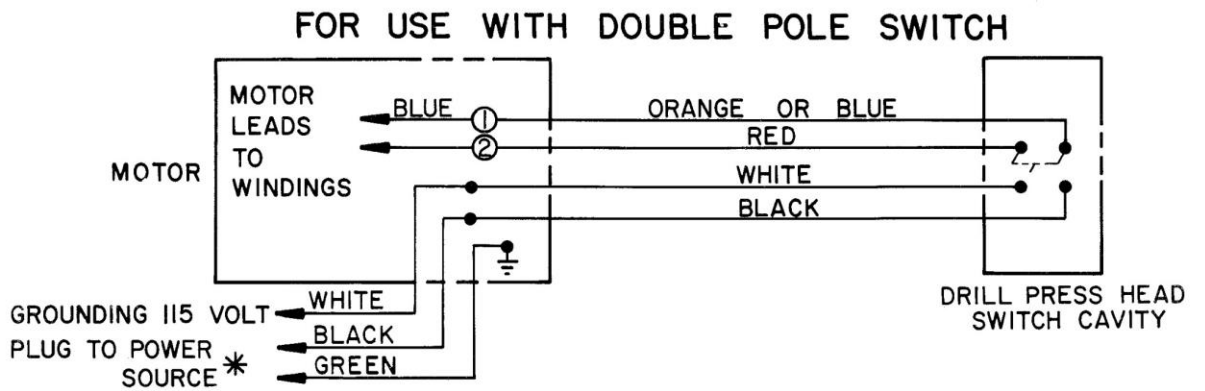 FOR USE WITH DOUBLE POLE SWITCH
MOTOR
LEADS
TO
WINDINGS
MOTOR
BLUE
1
2
ORANGE OR BLUE
RED
WHITE
BLACK
DRILL PRESS HEAD
SWITCH CAVITY
GROUNDING 115 VOLT
PLUG TO POWER
SOURCE *
WHITE
BLACK
GREEN